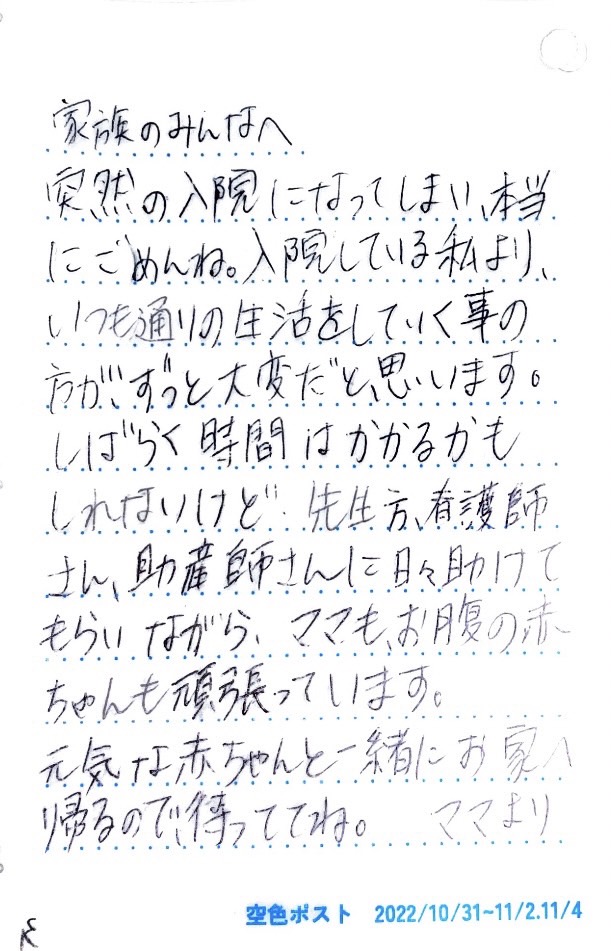 家族のみんなへ
突然の入院になってしまい、本当
にごめんね。入院している私より、
いつも通りの生活をしていく事の
方が、ずっと大変だと思います。
しばらく時間はかかるかも
しれないけど、先生方、看護師
さん、助産師さんに日々助けて
もらいながら、ママも、お腹の赤
ちゃんも頑張っています。
元気な赤ちゃんと一緒にお家へ
帰るので、待っててね。 ママより
空色ポスト 2022/10/31~11/2.11/4